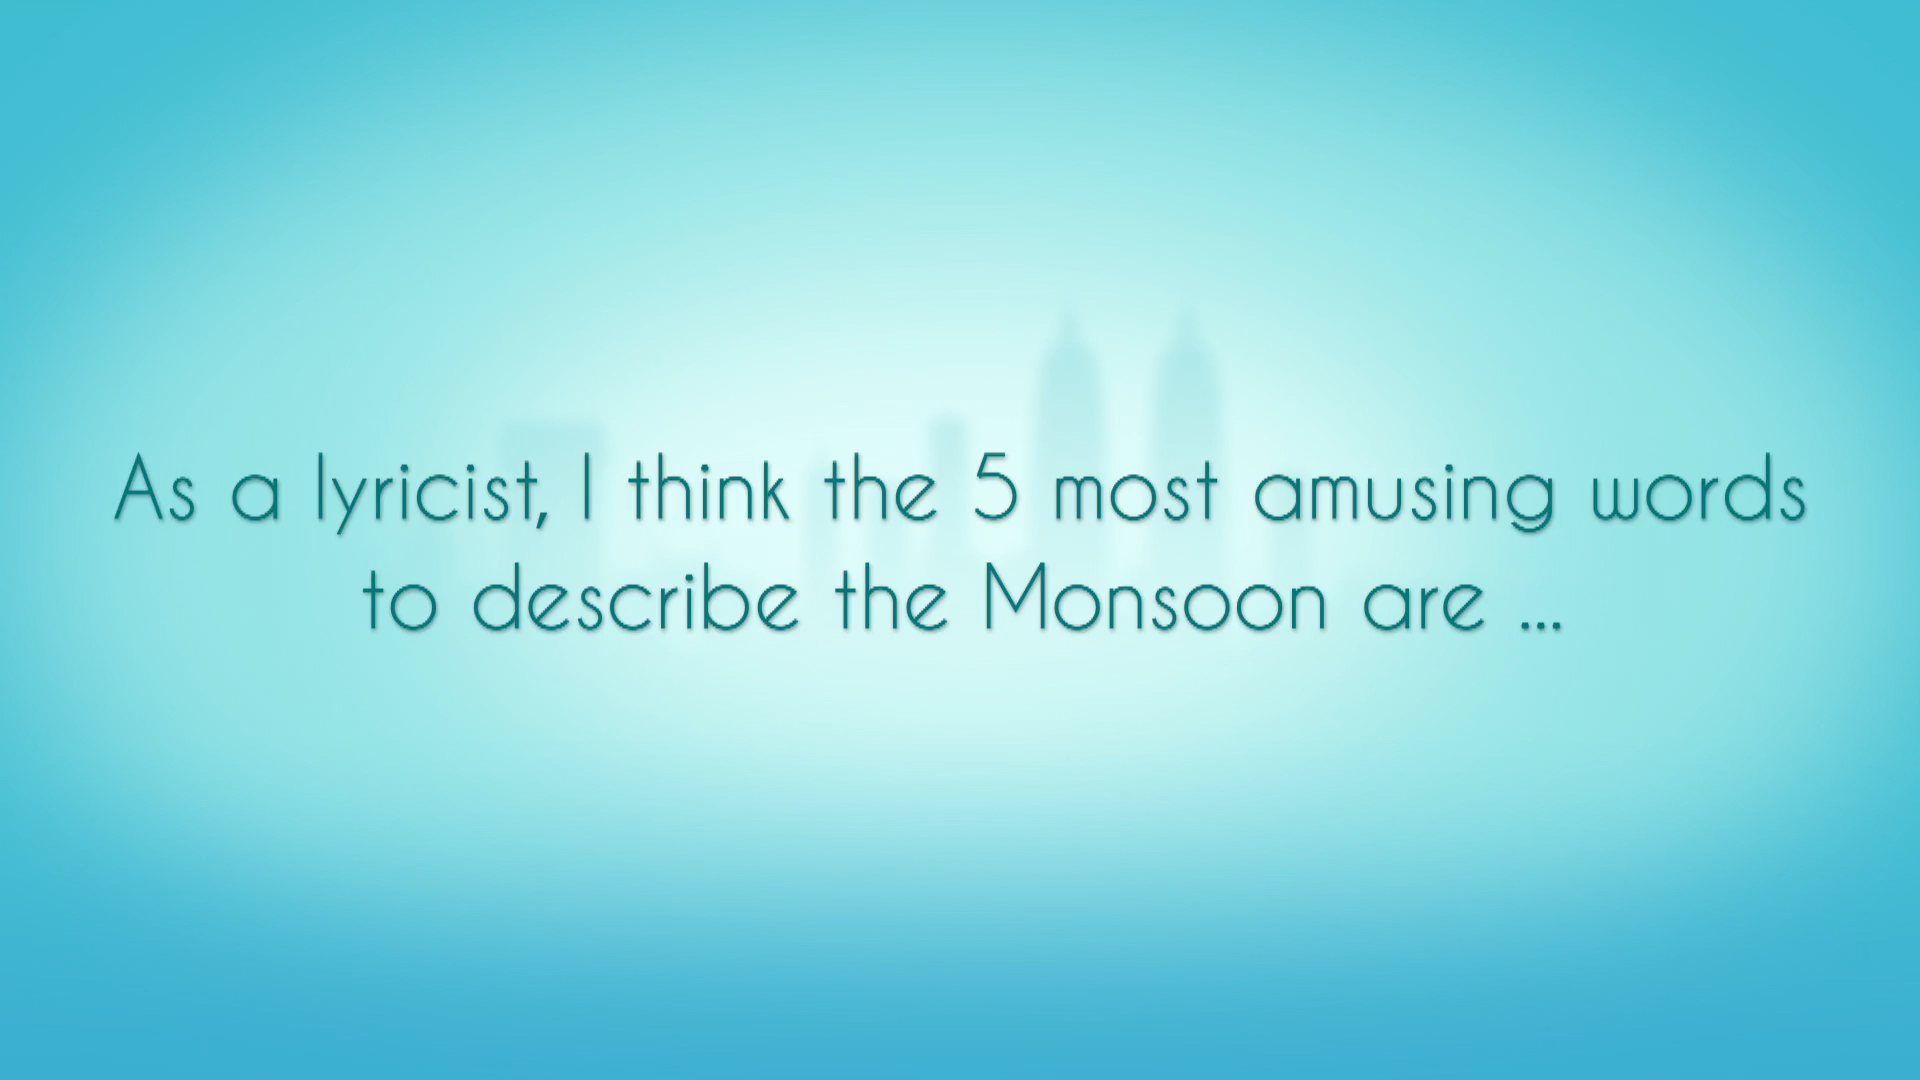 As a lyricist, I think the 5 most amusing words
to describe the Monsoon are ...